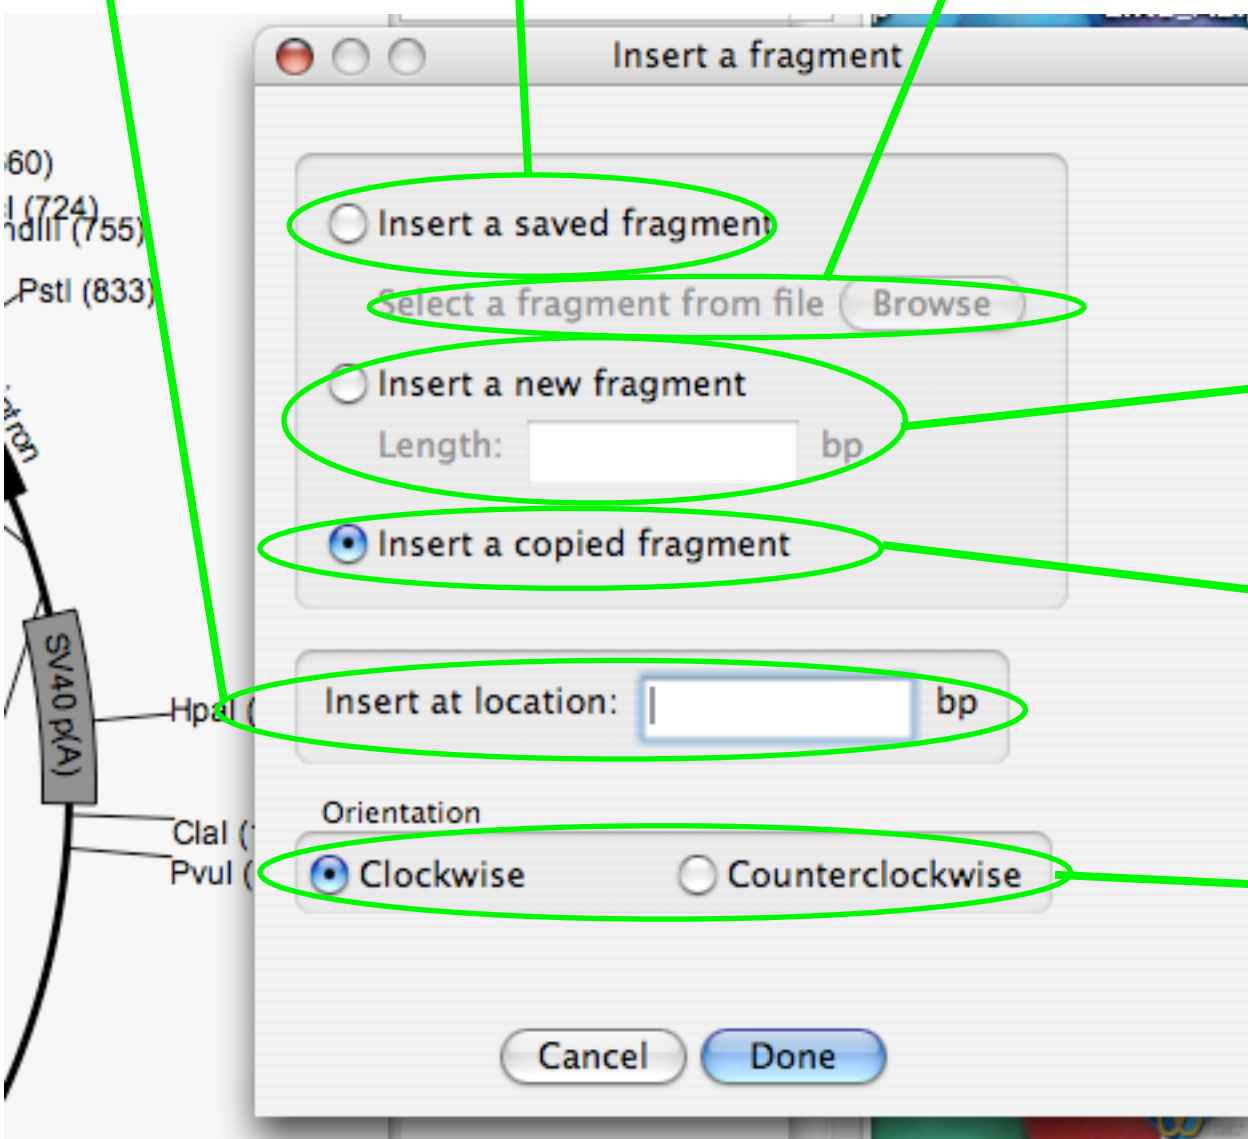 Insert a fragment
60)
I (724)
ndIII (755)
PstI (833)
Insert a saved fragment
Select a fragment from file Browse
Insert a new fragment
Length: bp
Insert a copied fragment
SV40 p(A)
HpaI (
Insert at location: bp
Orientation
ClaI (
PvuI (
Clockwise Counterclockwise
Cancel Done